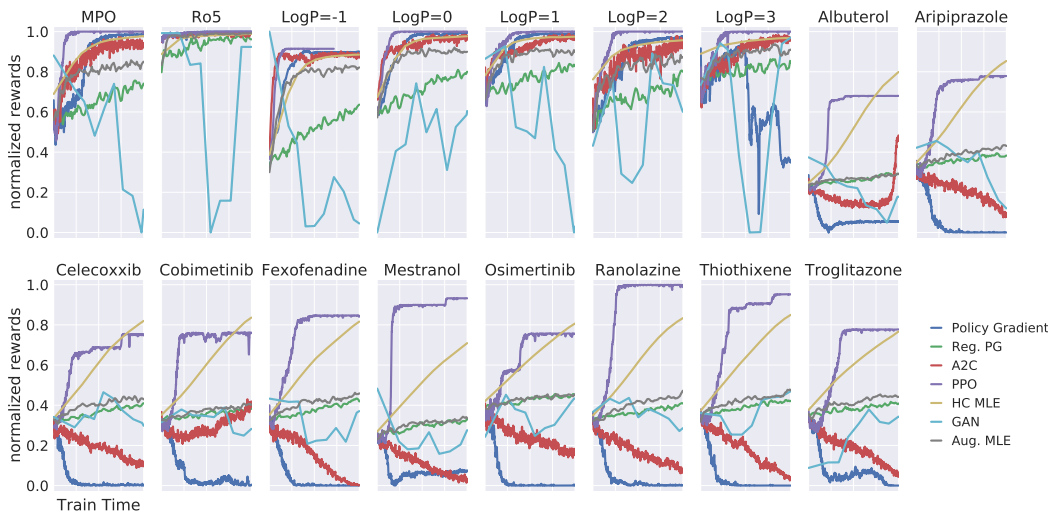 MPO Ro5 LogP=-1 LogP=0 LogP=1 LogP=2 LogP=3 Albuterol Aripiprazole
1.0
0.8
0.6
0.4
0.2
0.0
normalized rewards
Celecoxxib Cobimetinib Fexofenadine Mestranol Osimertinib Ranolazine Thiothixene Troglitazone
1.0
0.8
0.6
0.4
0.2
0.0
normalized rewards
Train Time
Policy Gradient
Reg. PG
A2C
PPO
HC MLE
GAN
Aug. MLE